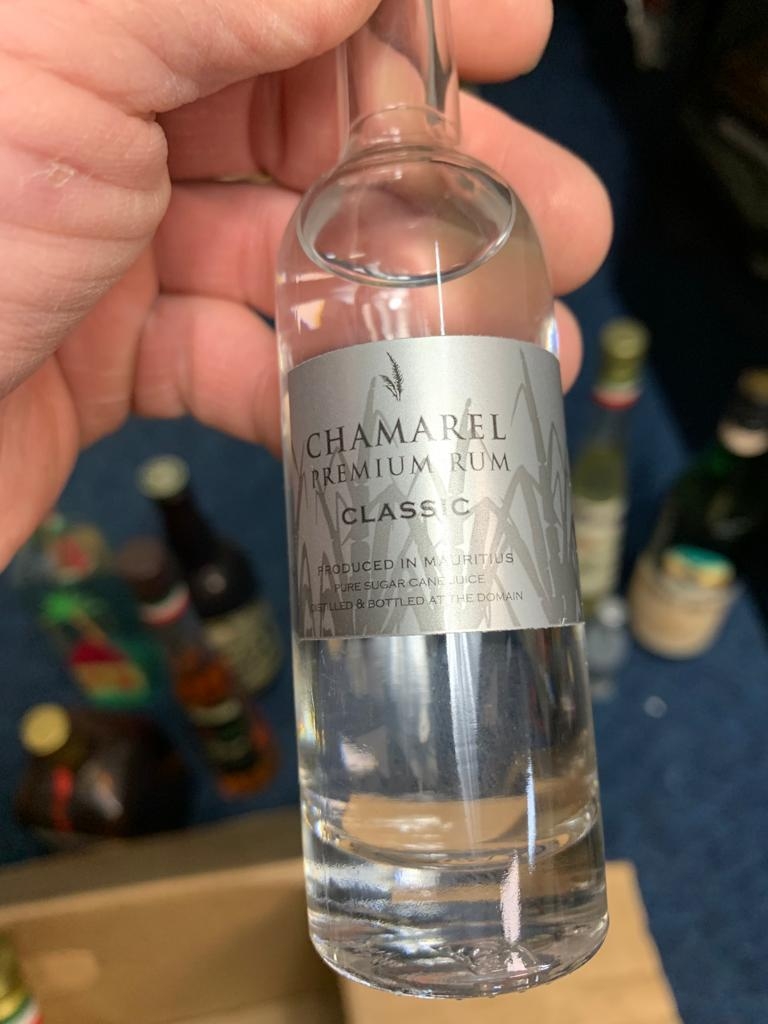 CHAMAREL
PREMIUM RUM
CLASSIC
PRODUCED IN MAURITIUS
PURE SUGAR CANE JUICE
DISTILLED & BOTTLED AT THE DOMAIN